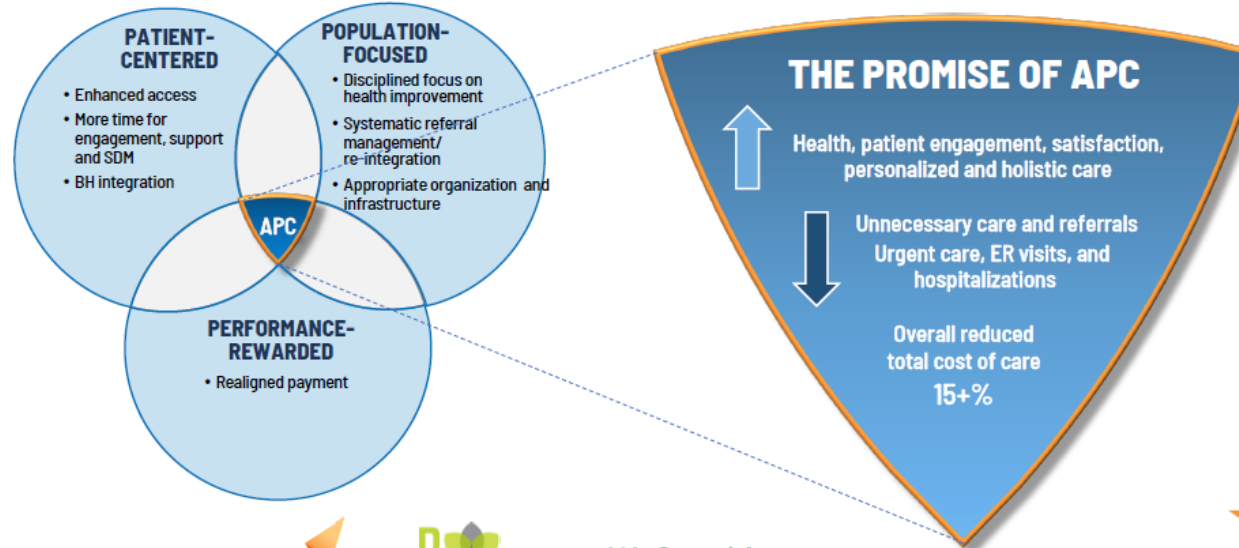 PATIENT-
CENTERED
• Enhanced access
• More time for
engagement, support
and SDM
• BH integration
POPULATION-
FOCUSED
• Disciplined focus on
health improvement
• Systematic referral
management/
re-integration
• Appropriate organization and
infrastructure
APC
PERFORMANCE-
REWARDED
• Realigned payment
THE PROMISE OF APC
Health, patient engagement, satisfaction,
personalized and holistic care
Unnecessary care and referrals
Urgent care, ER visits, and
hospitalizations
Overall reduced
total cost of care
15+%